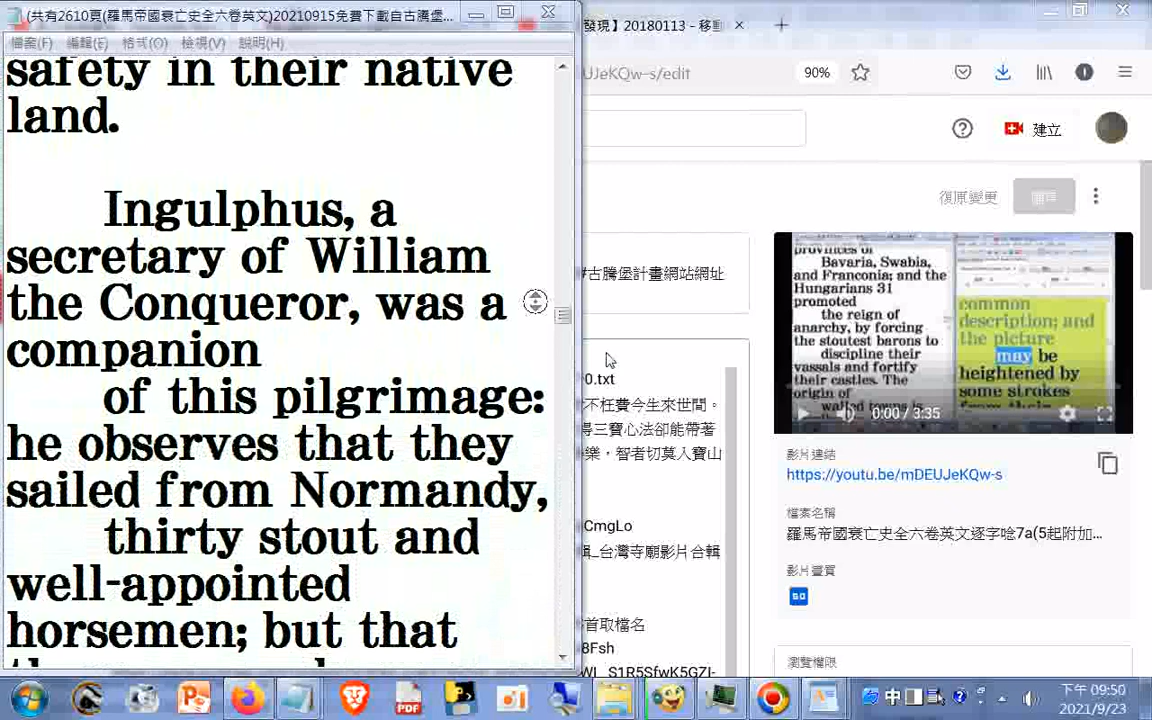 (共有2610頁(羅馬帝國衰亡史全六卷英文)20210915免費下載自古騰堡...
檔案(F) 編輯(E) 格式(O) 檢視(V) 說明(H)
safety in their native
land.
Ingulphus, a
secretary of William
the Conqueror, was a
companion
of this pilgrimage:
he observes that they
sailed from Normandy,
thirty stout and
well-appointed
horsemen; but that
發現】20180113 - 移動
JJeKQw-s/edit
90%
建立
復原變更
#古騰堡計畫網站網址
0.txt
不枉費今生來世間。
得三寶心法卻能帶著
樂，智者切莫入寶山
CmgLo
輯_台灣寺廟影片合輯
首取檔名
8Fsh
WI_S1R5SfwK5GZI-
provinces of
Bavaria, Swabia,
and Franconia; and the
Hungarians 31
promoted
the reign of
anarchy, by forcing
the stoutest barons to
discipline their
vassals and fortify
their castles. The
origin of
walled towns is
common
description; and
the picture
may be
heightened by
some strokes
0:00 / 3:35
影片連結
https://youtu.be/mDEUJeKQw-s
檔案名稱
羅馬帝國衰亡史全六卷英文逐字唸7a(5起附加...
影片畫質
SD
瀏覽權限
PDF
中
下午 09:50
2021/9/23